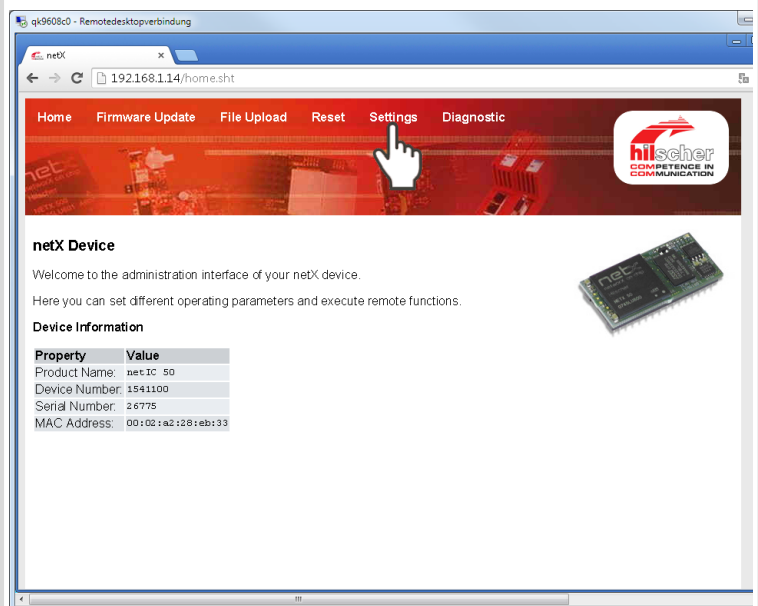 qk9608c0 - Remotedesktopverbindung
netX
192.168.1.14/home.sht
Home Firmware Update File Upload Reset Settings Diagnostic
hilscher
COMPETENCE IN
COMMUNICATION
netX Device
Welcome to the administration interface of your netX device.
Here you can set different operating parameters and execute remote functions.
Device Information
Property Value
Product Name: netIC 50
Device Number: 1541100
Serial Number: 26775
MAC Address: 00:02:a2:28:eb:33
netX